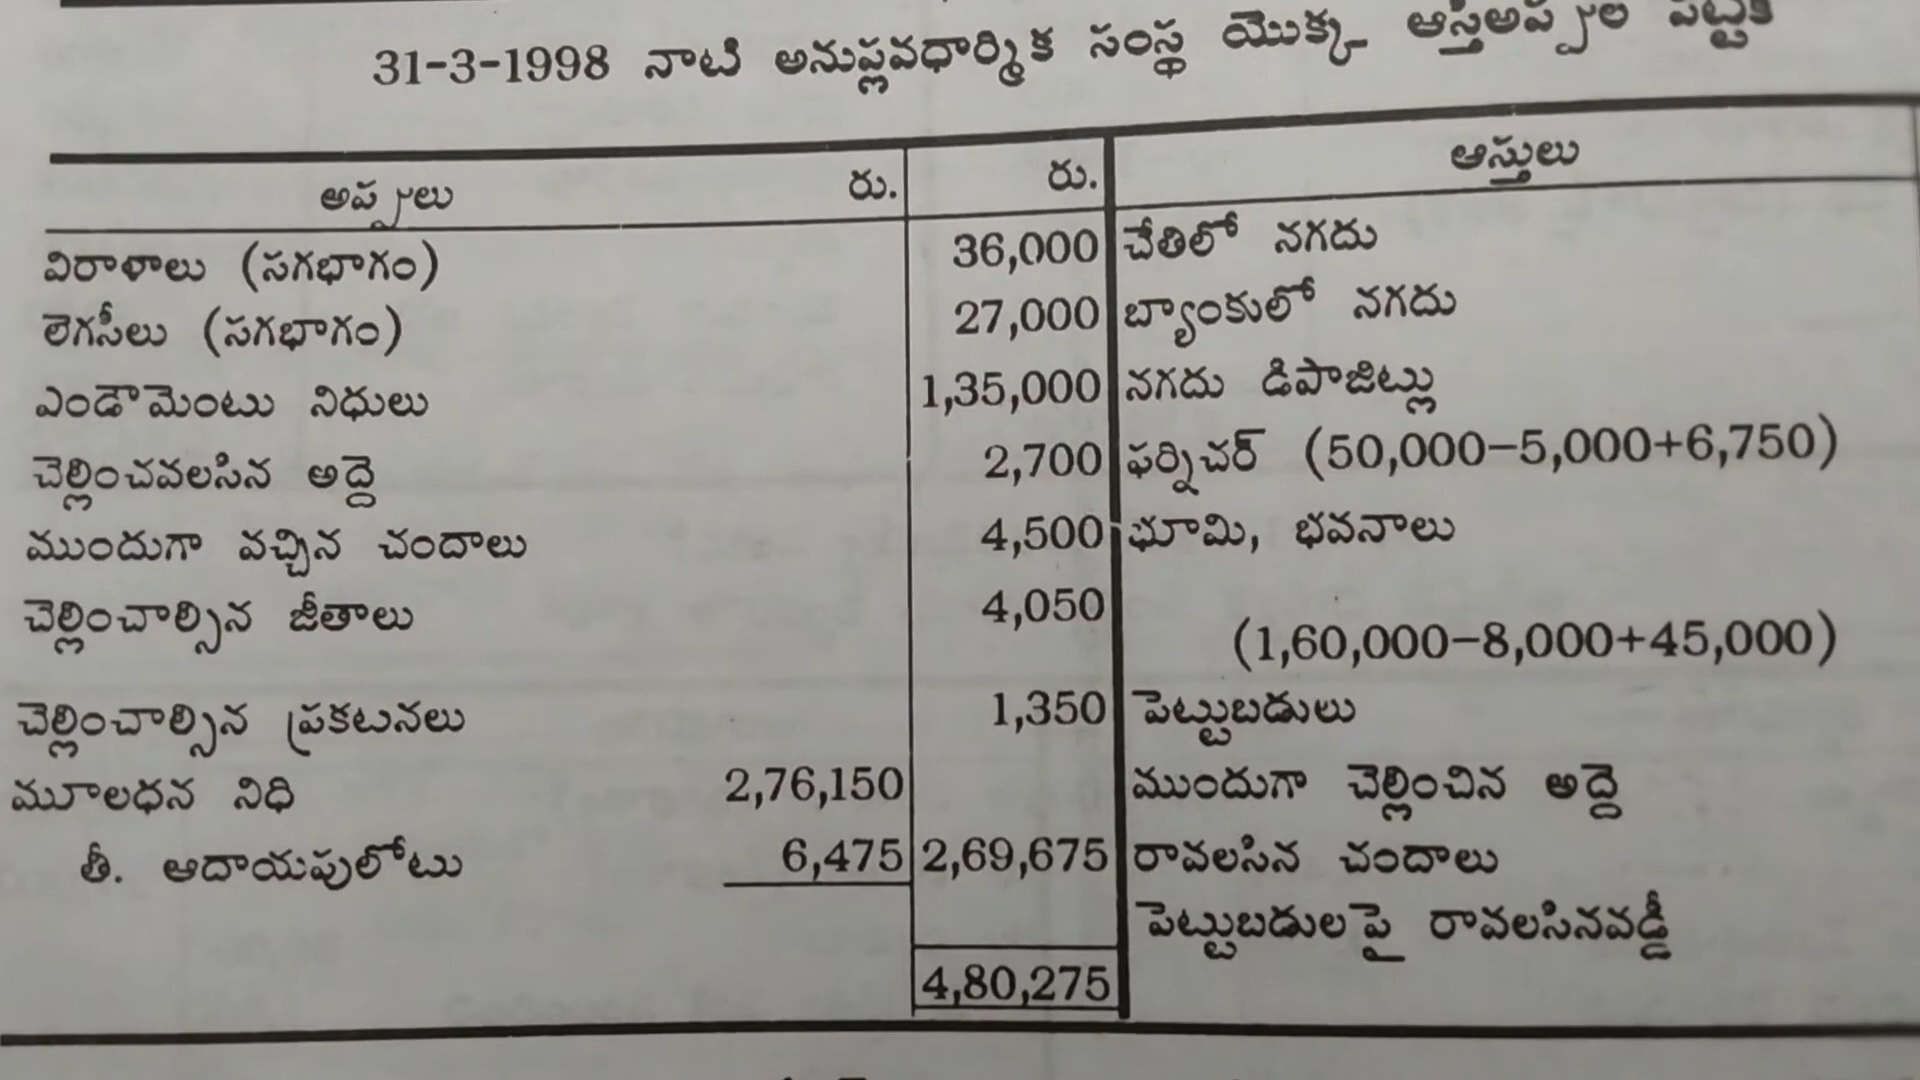 31-3-1998 నాటి అనుప్లవధార్మిక సంస్థ యొక్క ఆస్తిఅప్పుల పట్టిక
అప్పులు రు. రు. ఆస్తులు
విరాళాలు (సగభాగం) 36,000 చేతిలో నగదు
లెగసీలు (సగభాగం) 27,000 బ్యాంకులో నగదు
ఎండౌమెంటు నిధులు 1,35,000 నగదు డిపాజిట్లు
చెల్లించవలసిన అద్దె 2,700 ఫర్నిచర్ (50,000-5,000+6,750)
ముందుగా వచ్చిన చందాలు 4,500 భూమి, భవనాలు
చెల్లించాల్సిన జీతాలు 4,050 (1,60,000-8,000+45,000)
చెల్లించాల్సిన ప్రకటనలు 1,350 పెట్టుబడులు
మూలధన నిధి 2,76,150 ముందుగా చెల్లించిన అద్దె
తీ. ఆదాయపులోటు 6,475 2,69,675 రావలసిన చందాలు
పెట్టుబడులపై రావలసినవడ్డీ
4,80,275